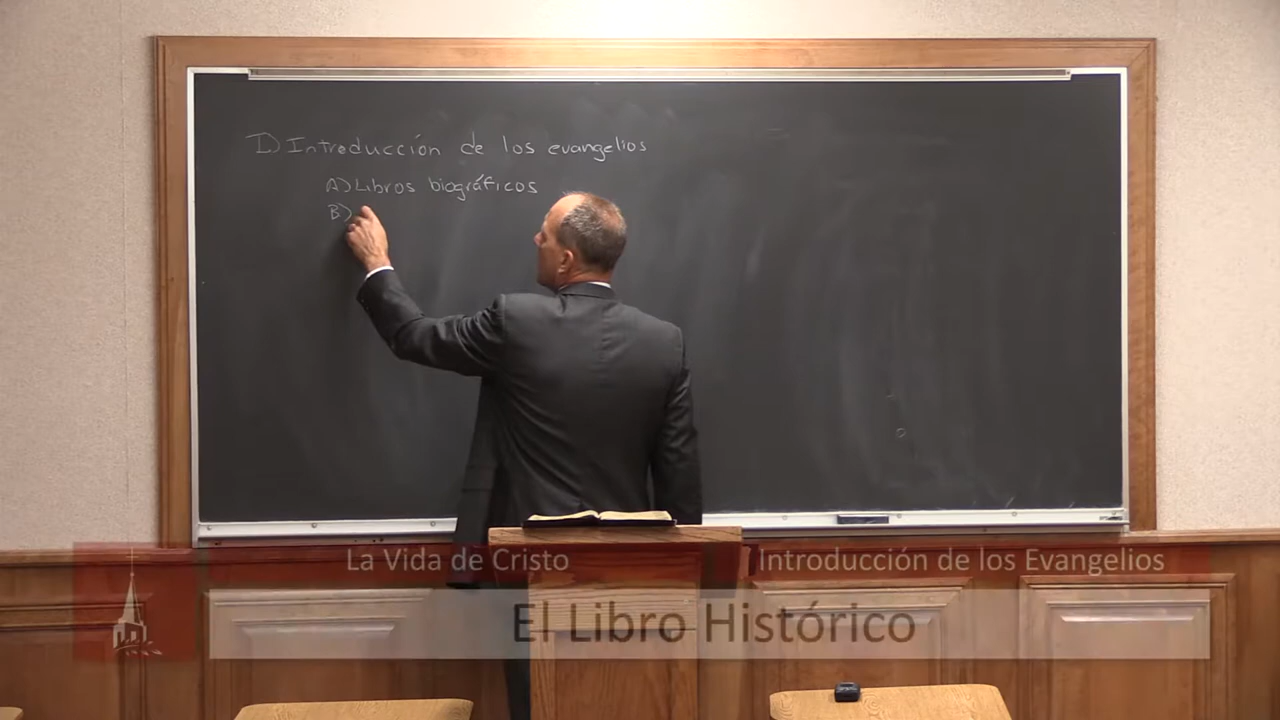 I) Introducción de los evangelios
A) Libros biográficos
B)
La Vida de Cristo
Introducción de los Evangelios
El Libro Histórico